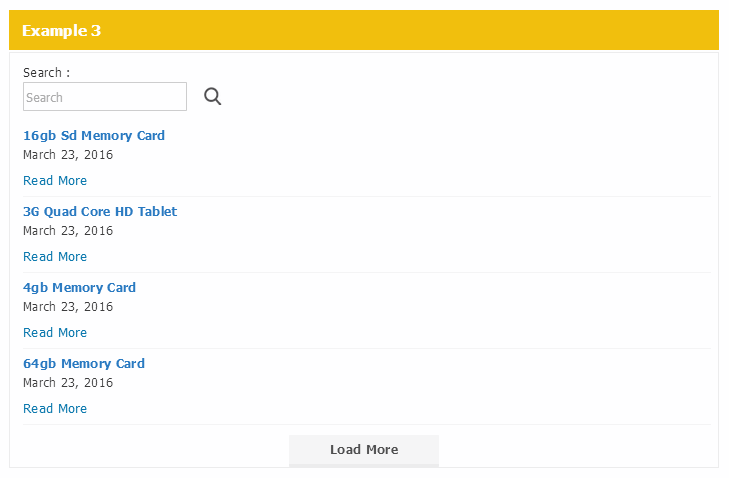 Example 3
Search :
Search
16gb Sd Memory Card
March 23, 2016
Read More
3G Quad Core HD Tablet
March 23, 2016
Read More
4gb Memory Card
March 23, 2016
Read More
64gb Memory Card
March 23, 2016
Read More
Load More